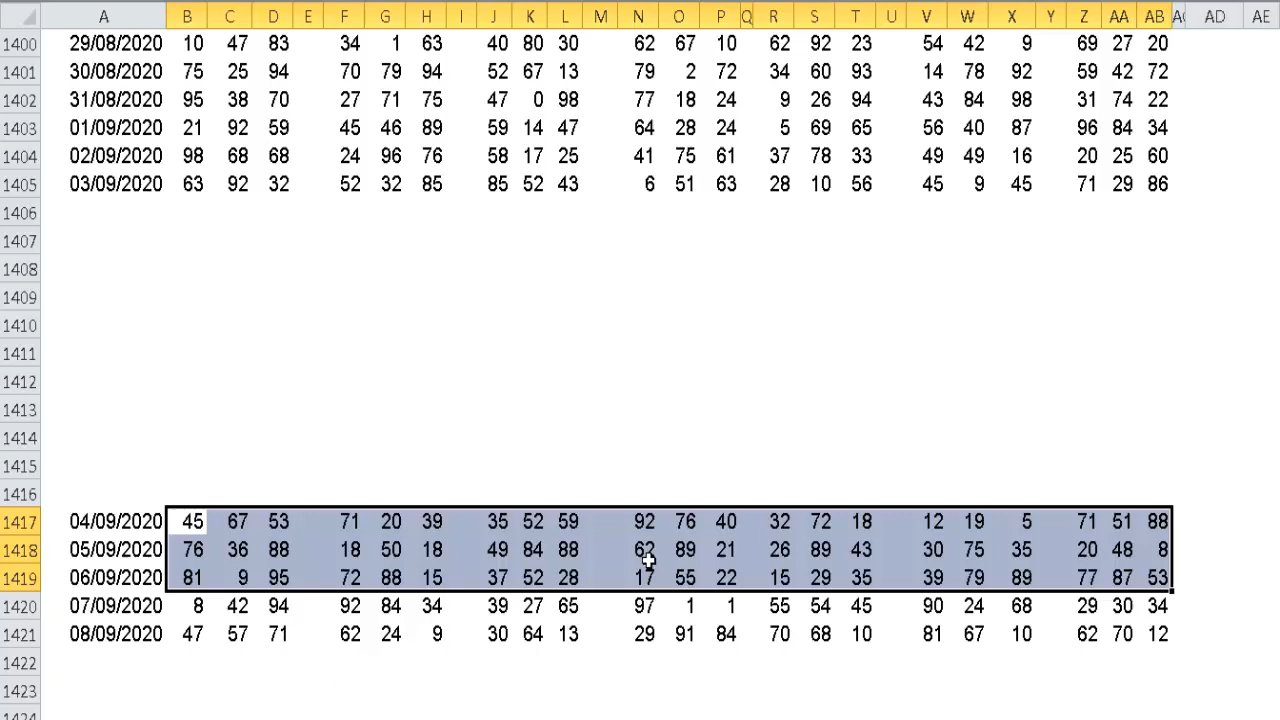 A B C D E F G H I J K L M N O P Q R S T U V W X Y Z AA AB AC AD AE
1400 29/08/2020 10 47 83 34 1 63 40 80 30 62 67 10 62 92 23 54 42 9 69 27 20
1401 30/08/2020 75 25 94 70 79 94 52 67 13 79 2 72 34 60 93 14 78 92 59 42 72
1402 31/08/2020 95 38 70 27 71 75 47 0 98 77 18 24 9 26 94 43 84 98 31 74 22
1403 01/09/2020 21 92 59 45 46 89 59 14 47 64 28 24 5 69 65 56 40 87 96 84 34
1404 02/09/2020 98 68 68 24 96 76 58 17 25 41 75 61 37 78 33 49 49 16 20 25 60
1405 03/09/2020 63 92 32 52 32 85 85 52 43 6 51 63 28 10 56 45 9 45 71 29 86
1406
1407
1408
1409
1410
1411
1412
1413
1414
1415
1416
1417 04/09/2020 45 67 53 71 20 39 35 52 59 92 76 40 32 72 18 12 19 5 71 51 88
1418 05/09/2020 76 36 88 18 50 18 49 84 88 62 89 21 26 89 43 30 75 35 20 48 8
1419 06/09/2020 81 9 95 72 88 15 37 52 28 17 55 22 15 29 35 39 79 89 77 87 53
1420 07/09/2020 8 42 94 92 84 34 39 27 65 97 1 1 55 54 45 90 24 68 29 30 34
1421 08/09/2020 47 57 71 62 24 9 30 64 13 29 91 84 70 68 10 81 67 10 62 70 12
1422
1423
1424